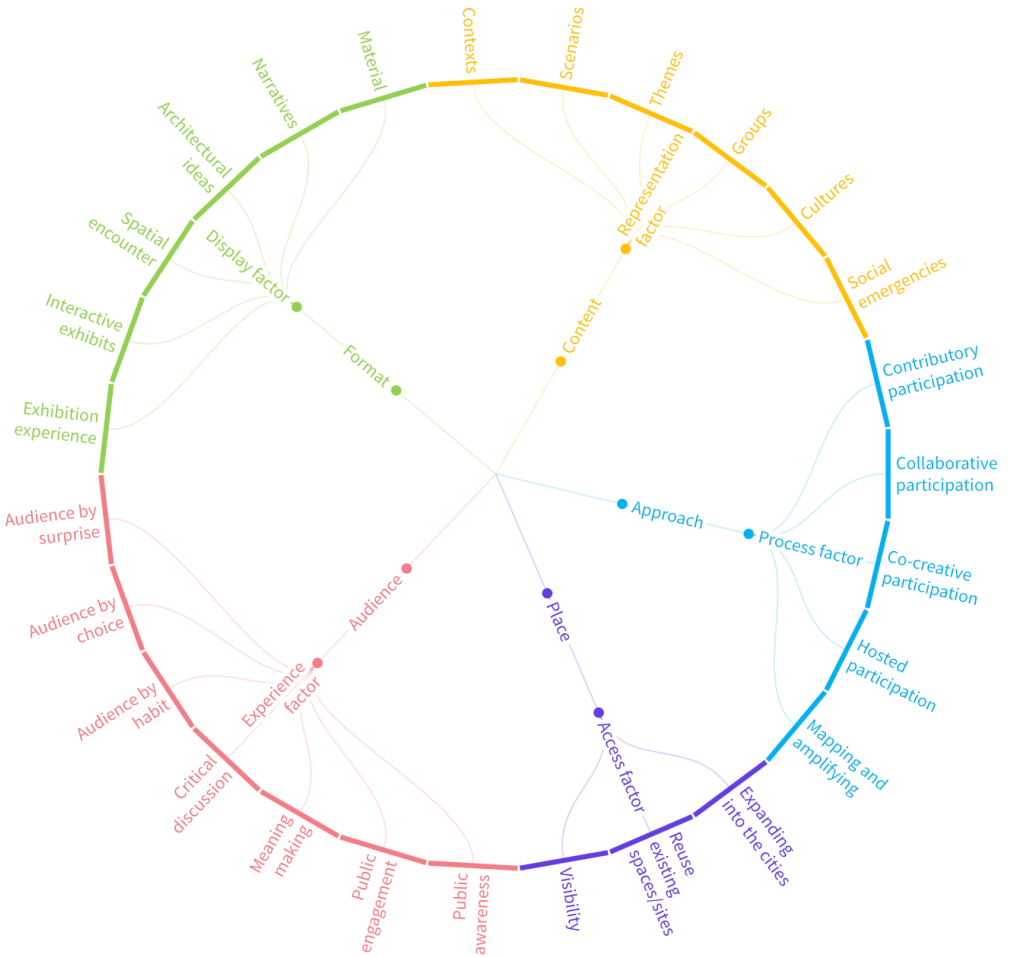 Contexts
Scenarios
Themes
Groups
Cultures
Social
emergencies
Representation
factor
Content
Contributory
participation
Collaborative
participation
Co-creative
participation
Hosted
participation
Mapping and
amplifying
Process factor
Approach
Expanding
into the cities
Reuse
existing
spaces/sites
Visibility
Access factor
Place
Public
awareness
Public
engagement
Meaning
making
Critical
discussion
Audience by
habit
Audience by
choice
Audience by
surprise
Experience
factor
Audience
Exhibition
experience
Interactive
exhibits
Spatial
encounter
Architectural
ideas
Narratives
Material
Display factor
Format